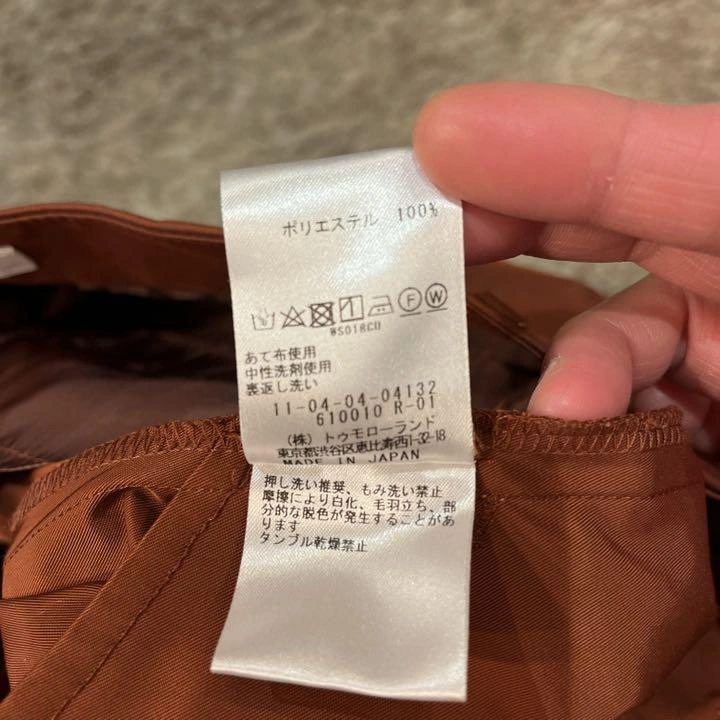 ポリエステル 100%
F W
WS018CU
あて布使用
中性洗剤使用
裏返し洗い
11-04-04-04132
610010 R-01
(株) トゥモローランド
東京都渋谷区恵比寿西1-32-18
MADE IN JAPAN
押し洗い推奨、もみ洗い禁止
摩擦により白化、毛羽立ち、部
分的な脱色が発生することがあ
ります
タンブル乾燥禁止